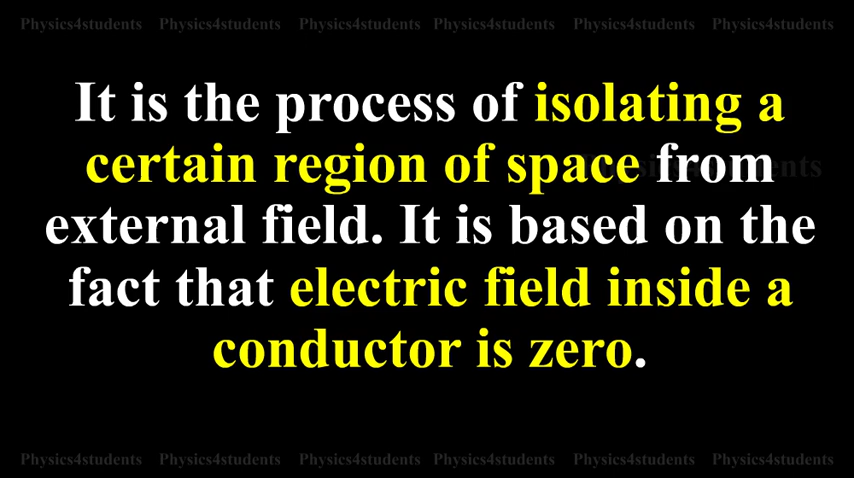 Physics4students Physics4students Physics4students Physics4students Physics4students Physics4students
It is the process of isolating a
certain region of space from
external field. It is based on the
fact that electric field inside a
conductor is zero.
Physics4students Physics4students Physics4students Physics4students Physics4students Physics4students